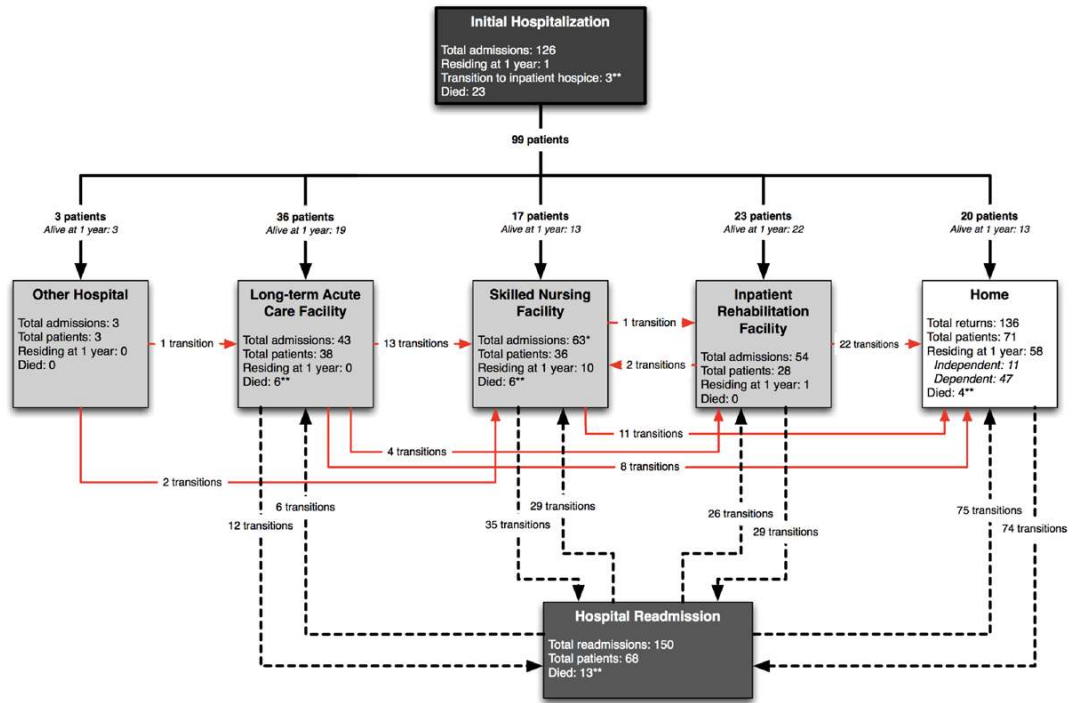 Initial Hospitalization
Total admissions: 126
Residing at 1 year: 1
Transition to inpatient hospice: 3**
Died: 23
99 patients
3 patients
Alive at 1 year: 3
36 patients
Alive at 1 year: 19
17 patients
Alive at 1 year: 13
23 patients
Alive at 1 year: 22
20 patients
Alive at 1 year: 13
Other Hospital
Total admissions: 3
Total patients: 3
Residing at 1 year: 0
Died: 0
1 transition
Long-term Acute
Care Facility
Total admissions: 43
Total patients: 38
Residing at 1 year: 0
Died: 6**
13 transitions
Skilled Nursing
Facility
Total admissions: 63*
Total patients: 36
Residing at 1 year: 10
Died: 6**
1 transition
2 transitions
Inpatient
Rehabilitation
Facility
Total admissions: 54
Total patients: 28
Residing at 1 year: 1
Died: 0
22 transitions
Home
Total returns: 136
Total patients: 71
Residing at 1 year: 58
Independent: 11
Dependent: 47
Died: 4**
11 transitions
4 transitions
8 transitions
2 transitions
6 transitions
29 transitions
26 transitions
75 transitions
12 transitions
35 transitions
29 transitions
74 transitions
Hospital Readmission
Total readmissions: 150
Total patients: 68
Died: 13**